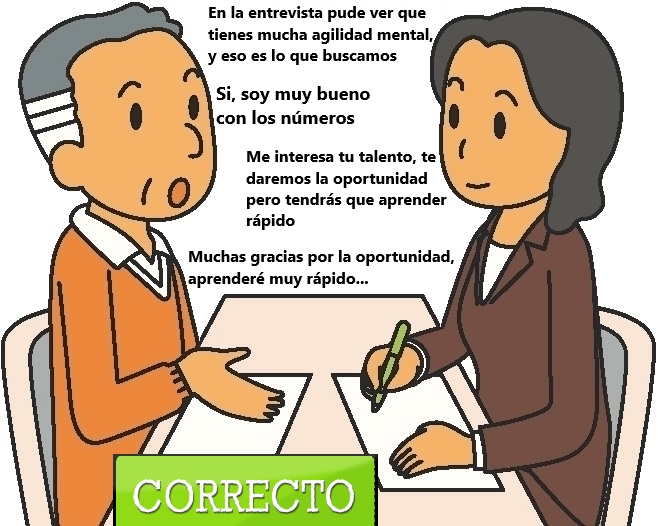 En la entrevista pude ver que
tienes mucha agilidad mental,
y eso es lo que buscamos
Si, soy muy bueno
con los números
Me interesa tu talento, te
daremos la oportunidad
pero tendrás que aprender
rápido
Muchas gracias por la oportunidad,
aprenderé muy rápido...
CORRECTO